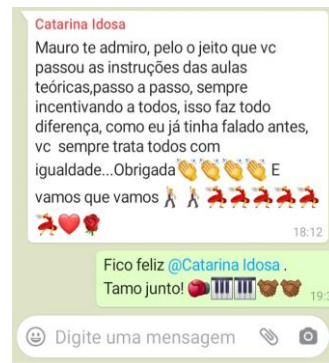 Catarina Idosa
Mauro te admiro, pelo o jeito que vc
passou as instruções das aulas
teóricas,passo a passo, sempre
incentivando a todos, isso faz todo
diferença, como eu já tinha falado antes,
vc sempre trata todos com
igualdade...Obrigada👏👏👏👏 E
vamos que vamos🕺🕺💃💃💃💃💃
💃❤️🌹
18:12
Fico feliz @Catarina Idosa .
Tamo junto! 🥊🎹🎹🤝🏾🤝🏾
Digite uma mensagem